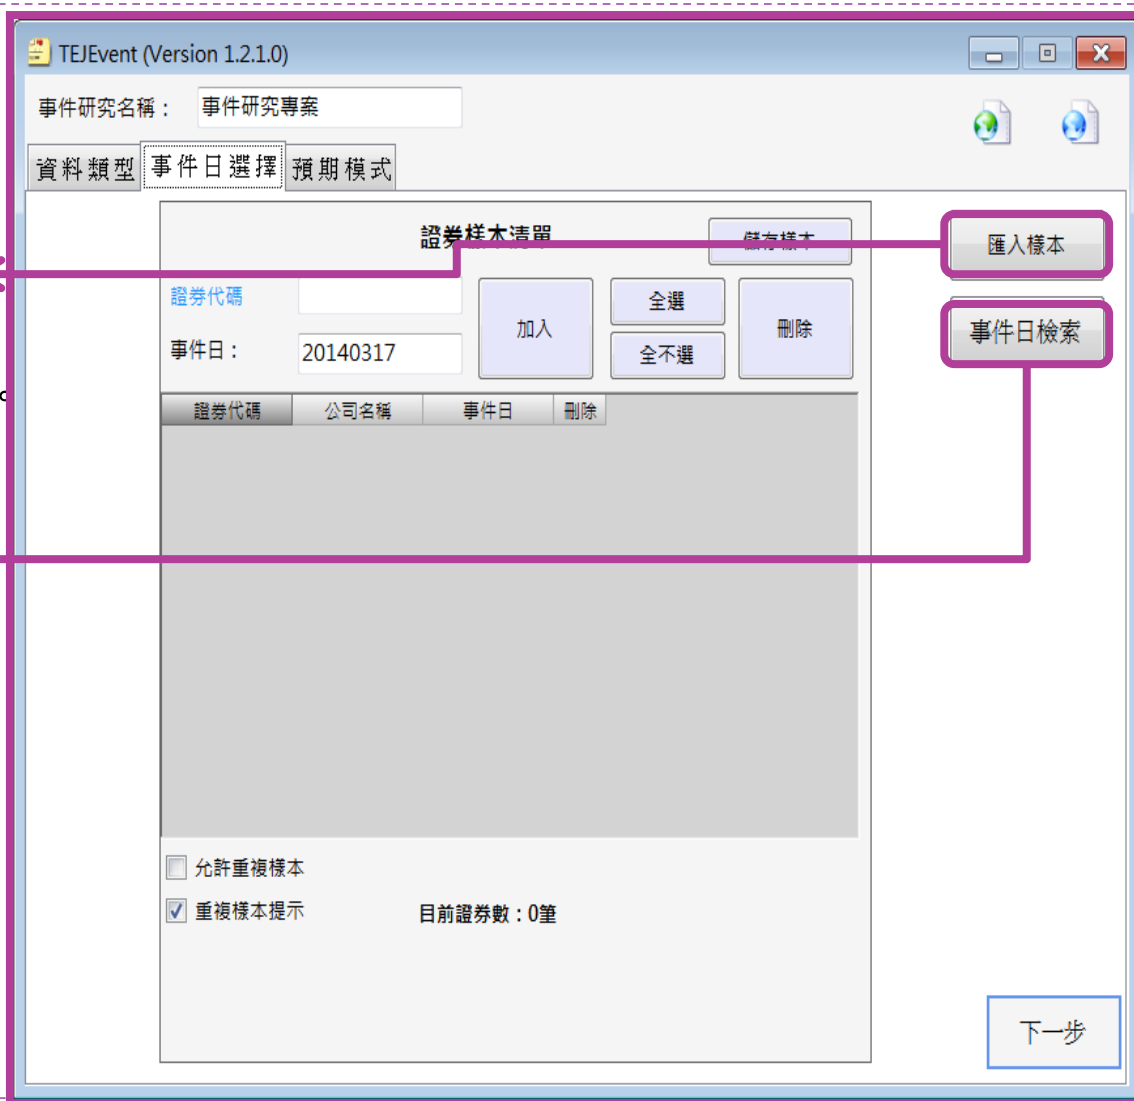 TEJEvent (Version 1.2.1.0)
事件研究名稱： 事件研究專案
資料類型 事件日選擇 預期模式
證券樣本清單 儲存樣本 匯入樣本
證券代碼 加入 全選 刪除 事件日檢索
事件日： 20140317 全不選
證券代碼 公司名稱 事件日 刪除
允許重複樣本
重複樣本提示 目前證券數：0筆
下一步